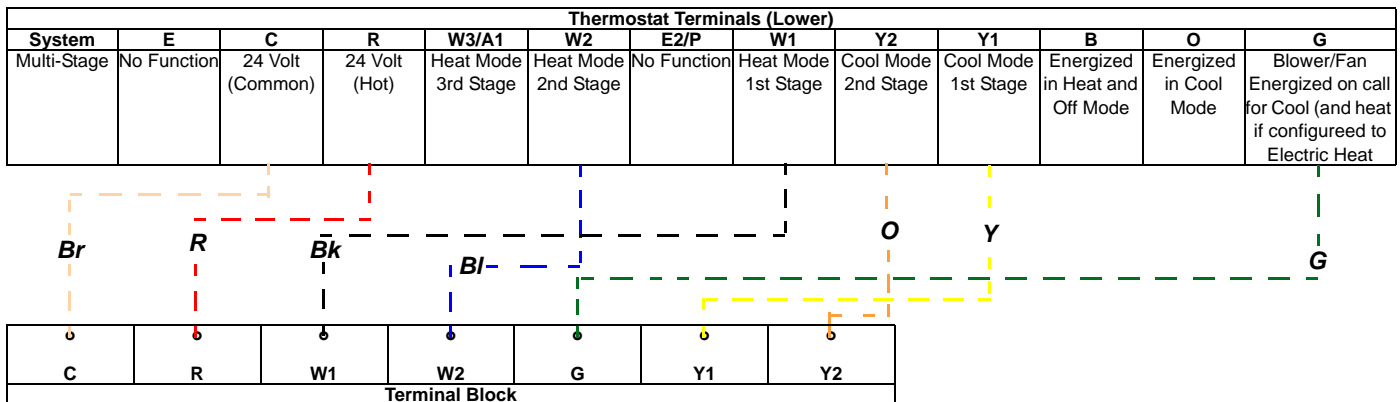 Thermostat Terminals (Lower)
System E C R W3/A1 W2 E2/P W1 Y2 Y1 B O G
Multi-Stage No Function 24 Volt 24 Volt Heat Mode Heat Mode No Function Heat Mode Cool Mode Cool Mode Energized Energized Blower/Fan
(Common) (Hot) 3rd Stage 2nd Stage 1st Stage 2nd Stage 1st Stage in Heat and in Cool Energized on call
Off Mode Mode for Cool (and heat
if configureed to
Electric Heat
Br R Bk Bl O Y G
C R W1 W2 G Y1 Y2
Terminal Block